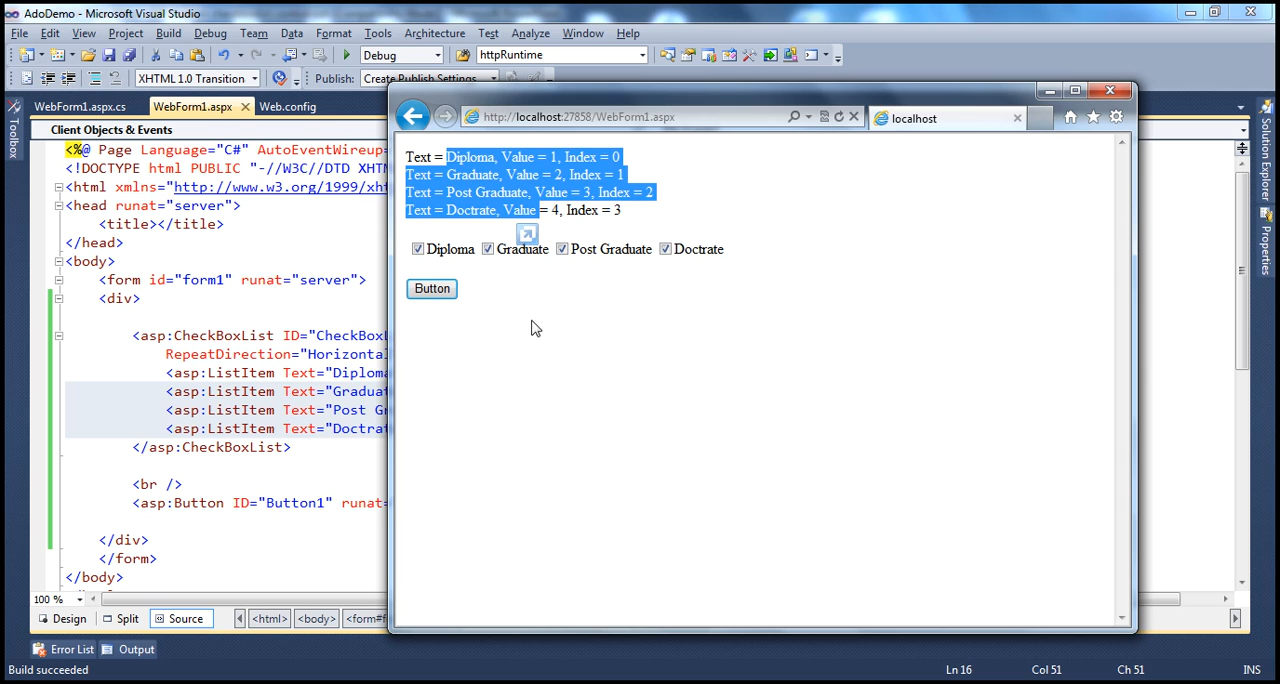 AdoDemo - Microsoft Visual Studio
File Edit View Project Build Debug Team Data Format Tools Architecture Test Analyze Window Help
Debug httpRuntime
XHTML 1.0 Transition Publish: Create Publish Settings
WebForm1.aspx.cs WebForm1.aspx Web.config
Client Objects & Events
Toolbox
Solution Explorer
Properties
<%@ Page Language="C#" AutoEventWireup=
<!DOCTYPE html PUBLIC "-//W3C//DTD XHT
<html xmlns="http://www.w3.org/1999/xht
<head runat="server">
<title></title>
</head>
<body>
<form id="form1" runat="server">
<div>
<asp:CheckBoxList ID="CheckBoxL
RepeatDirection="Horizontal
<asp:ListItem Text="Diploma
<asp:ListItem Text="Graduat
<asp:ListItem Text="Post Gr
<asp:ListItem Text="Doctrat
</asp:CheckBoxList>
<br />
<asp:Button ID="Button1" runat=
</div>
</form>
</body>
100 %
Design Split Source <html> <body> <form#f
Error List Output
Build succeeded Ln 16 Col 51 Ch 51 INS
http://localhost:27858/WebForm1.aspx localhost
Text = Diploma, Value = 1, Index = 0
Text = Graduate, Value = 2, Index = 1
Text = Post Graduate, Value = 3, Index = 2
Text = Doctrate, Value = 4, Index = 3
Diploma Graduate Post Graduate Doctrate
Button